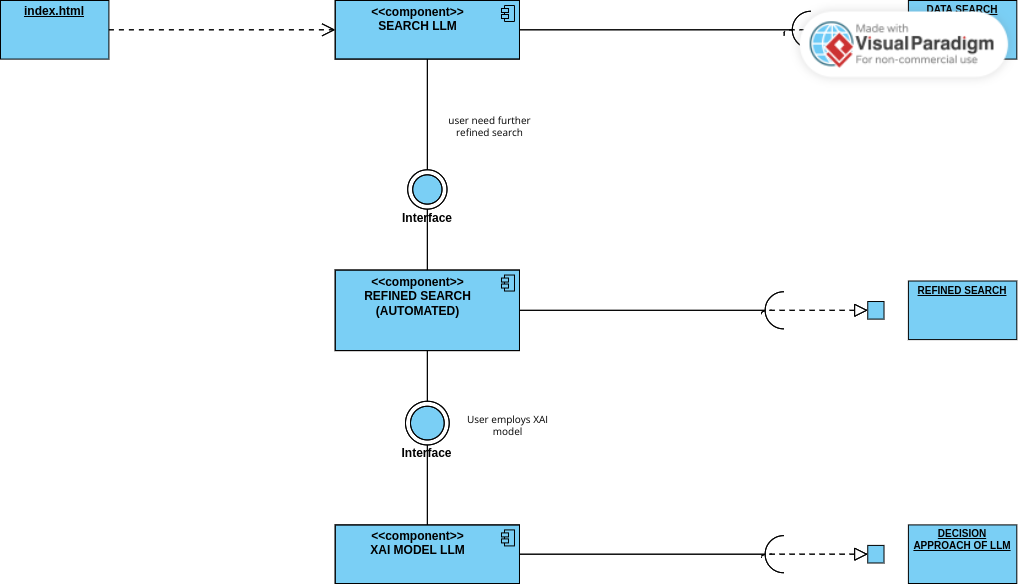 index.html
<<component>>
SEARCH LLM
DATA SEARCH
Made with
Visual Paradigm
For non-commercial use
user need further
refined search
Interface
<<component>>
REFINED SEARCH
(AUTOMATED)
REFINED SEARCH
User employs XAI
model
Interface
<<component>>
XAI MODEL LLM
DECISION
APPROACH OF LLM